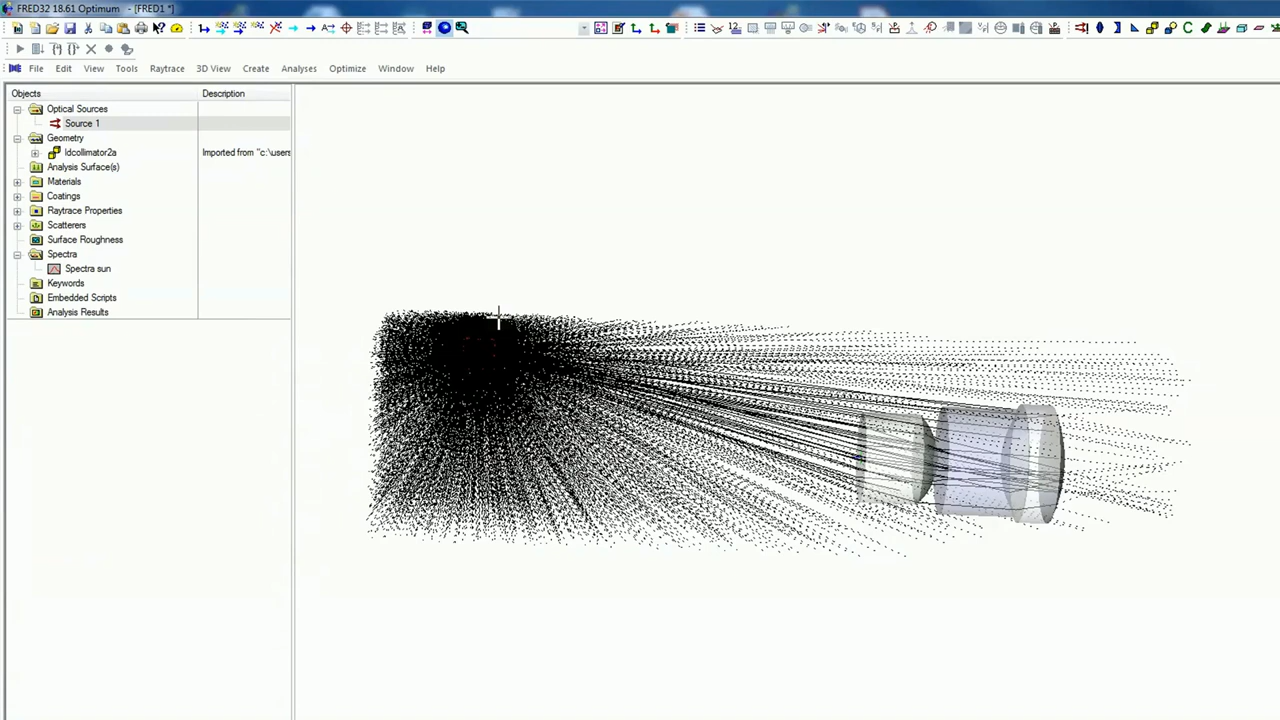 FRED32 18.61 Optimum - [FRED1 *]
File Edit View Tools Raytrace 3D View Create Analyses Optimize Window Help
Objects Description
Optical Sources
Source 1
Geometry
ldcollimator2a Imported from "c:\users
Analysis Surface(s)
Materials
Coatings
Raytrace Properties
Scatterers
Surface Roughness
Spectra
Spectra sun
Keywords
Embedded Scripts
Analysis Results